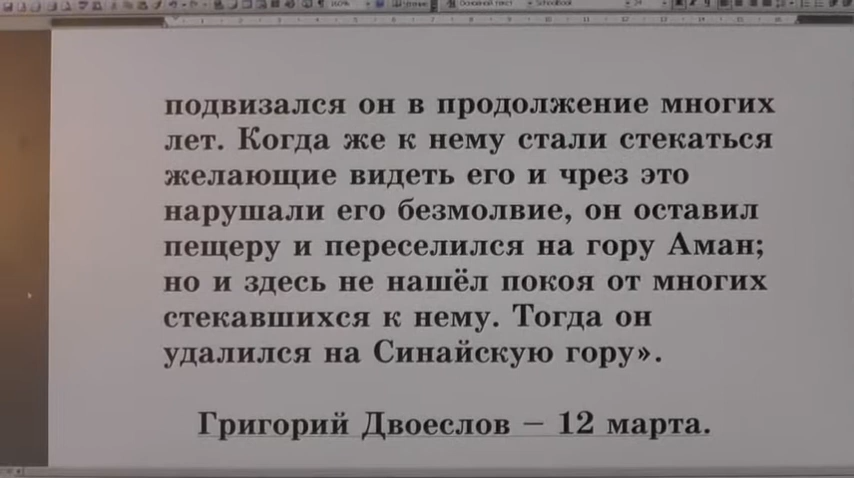 подвизался он в продолжение многих
лет. Когда же к нему стали стекаться
желающие видеть его и чрез это
нарушали его безмолвие, он оставил
пещеру и переселился на гору Аман;
но и здесь не нашёл покоя от многих
стекавшихся к нему. Тогда он
удалился на Синайскую гору».
Григорий Двоеслов – 12 марта.